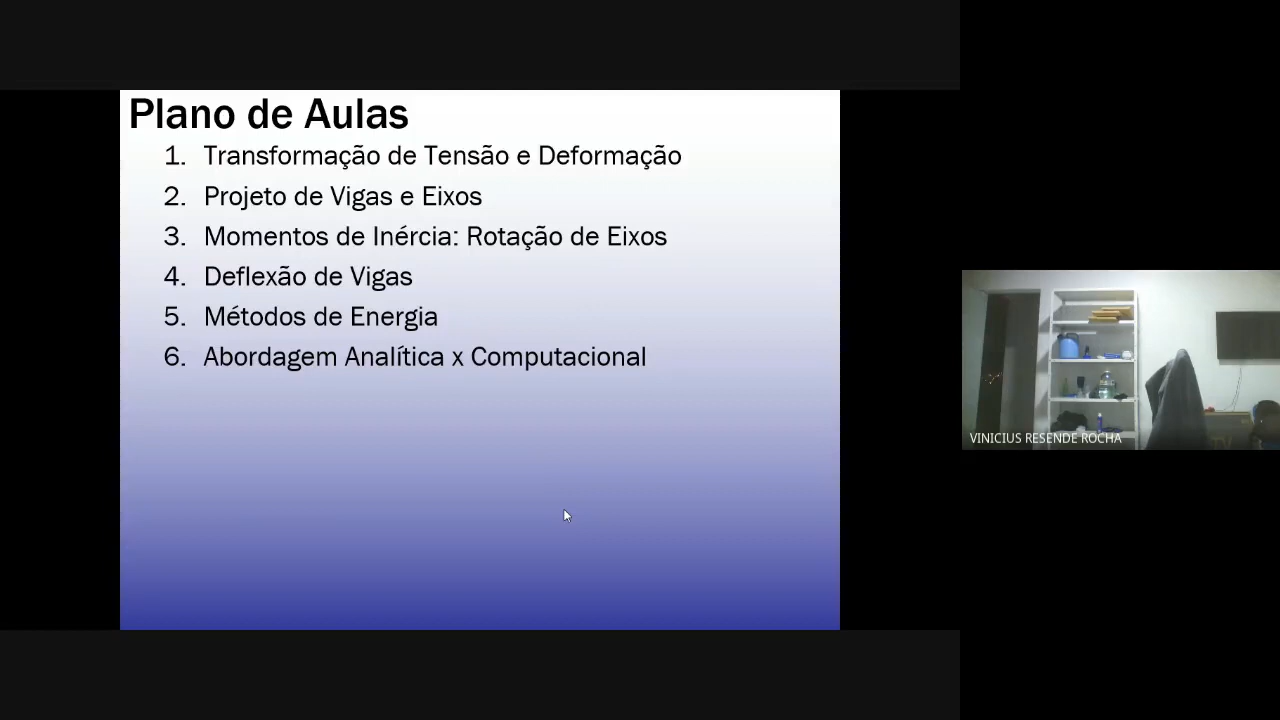 Plano de Aulas
1. Transformação de Tensão e Deformação
2. Projeto de Vigas e Eixos
3. Momentos de Inércia: Rotação de Eixos
4. Deflexão de Vigas
5. Métodos de Energia
6. Abordagem Analítica x Computacional
VINICIUS RESENDE ROCHA